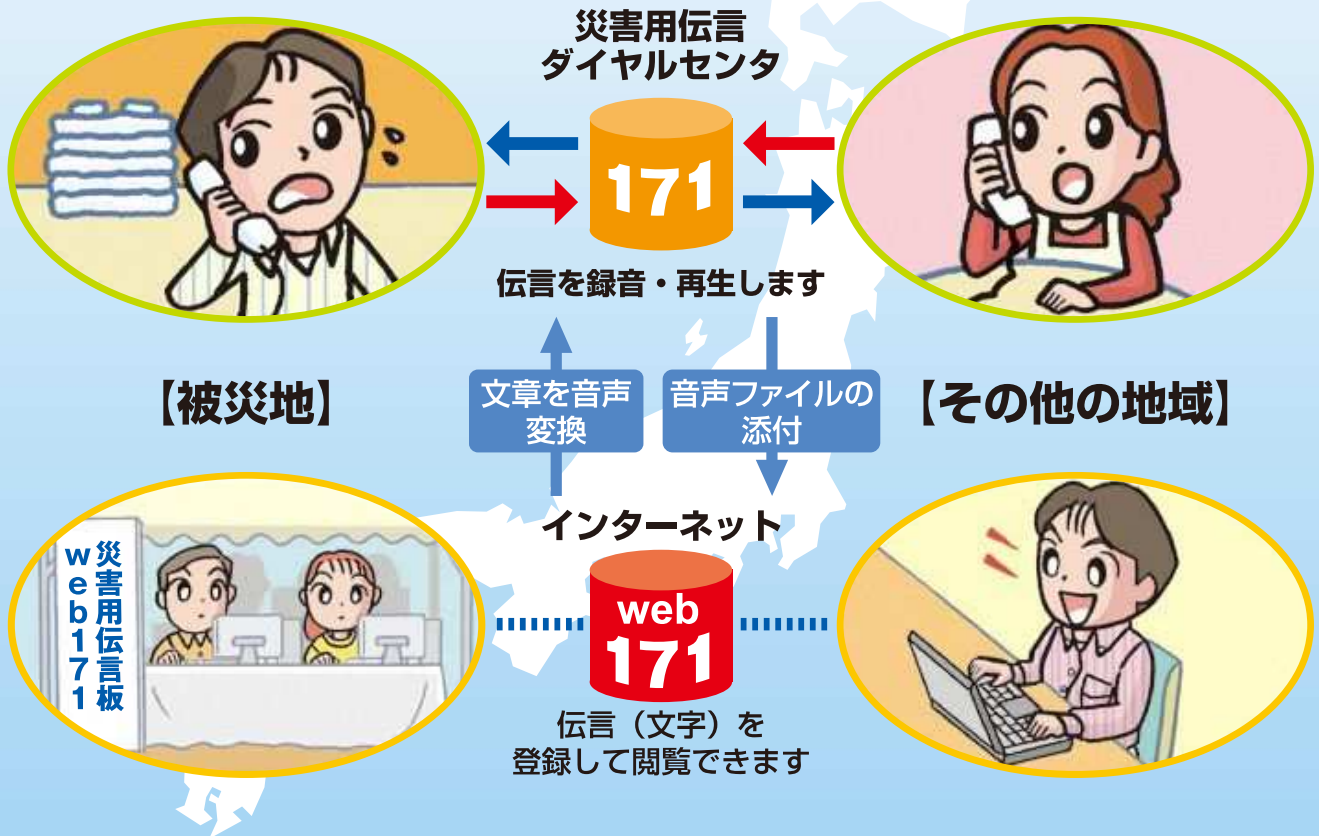 災害用伝言
ダイヤルセンタ
171
伝言を録音・再生します
【被災地】
文章を音声
変換
音声ファイルの
添付
【その他の地域】
インターネット
災害用伝言板
web171
web
171
伝言（文字）を
登録して閲覧できます